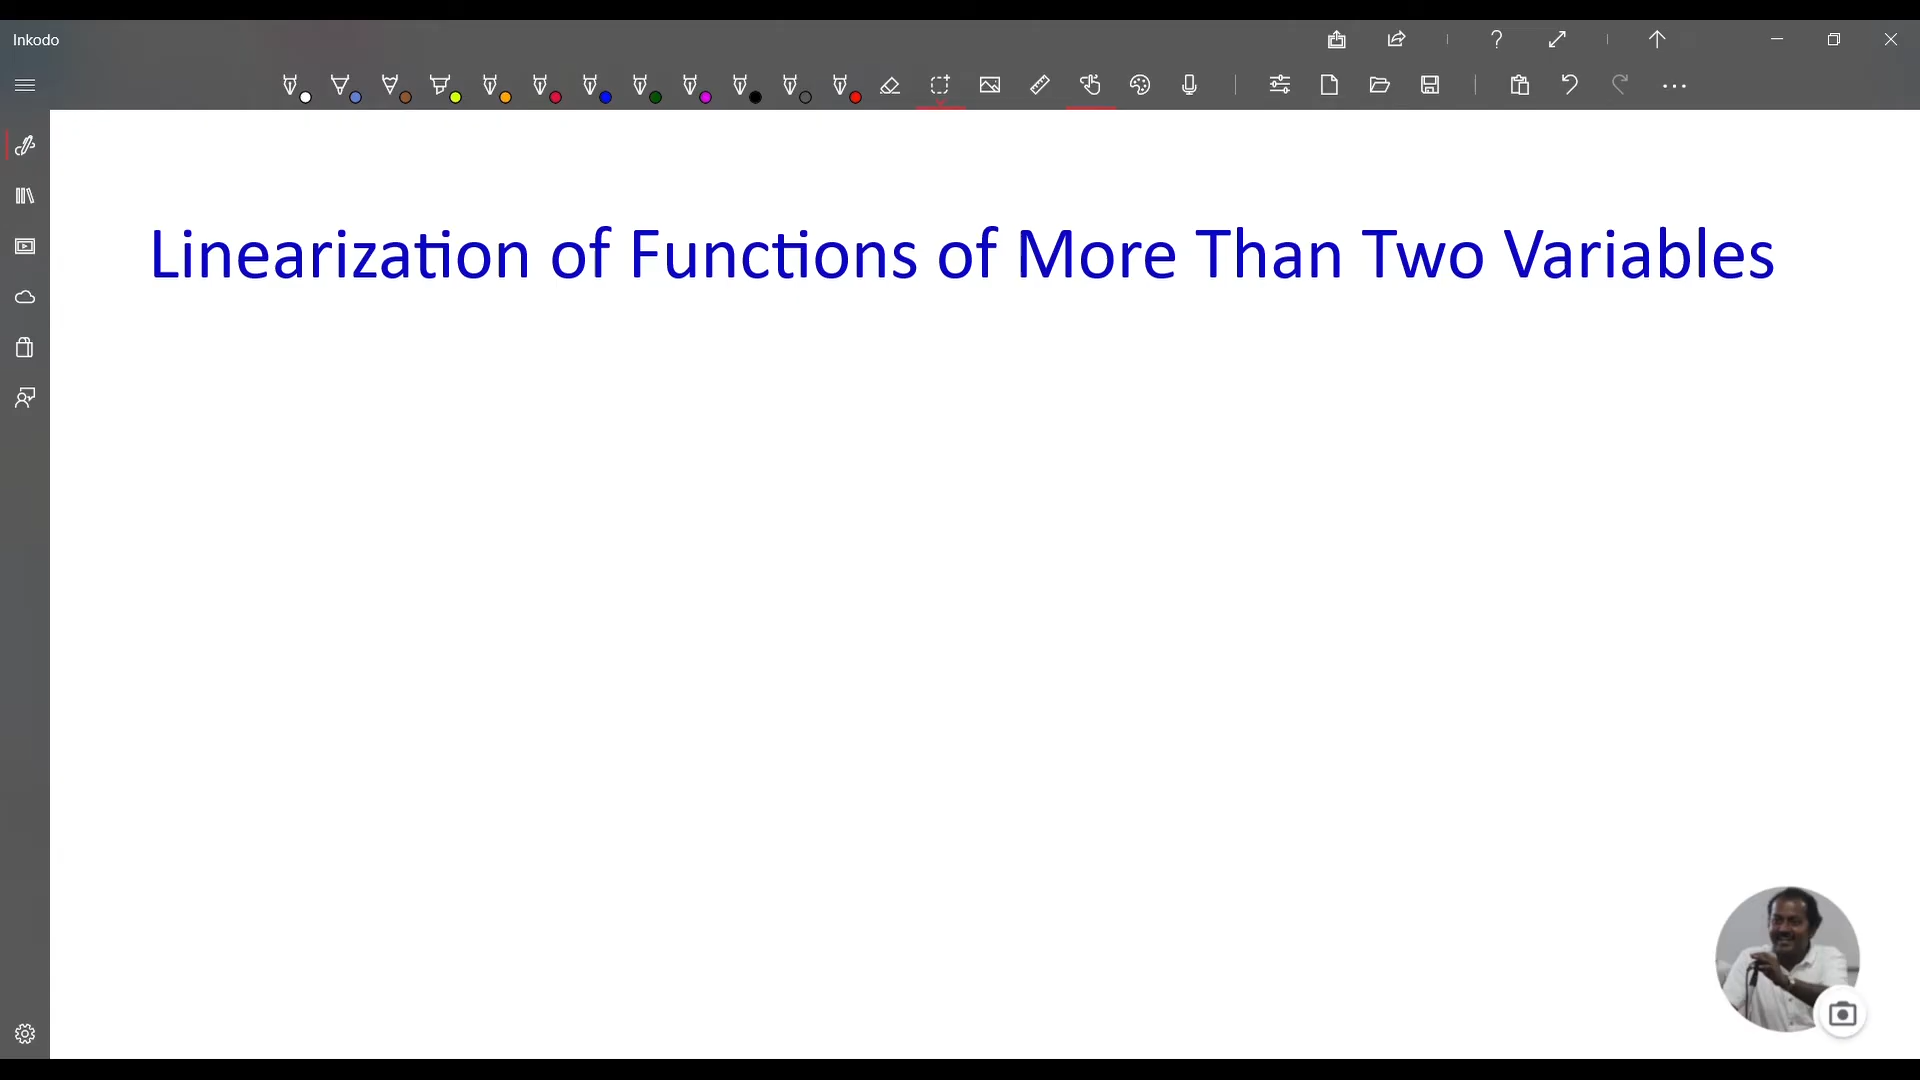 Inkodo
Linearization of Functions of More Than Two Variables